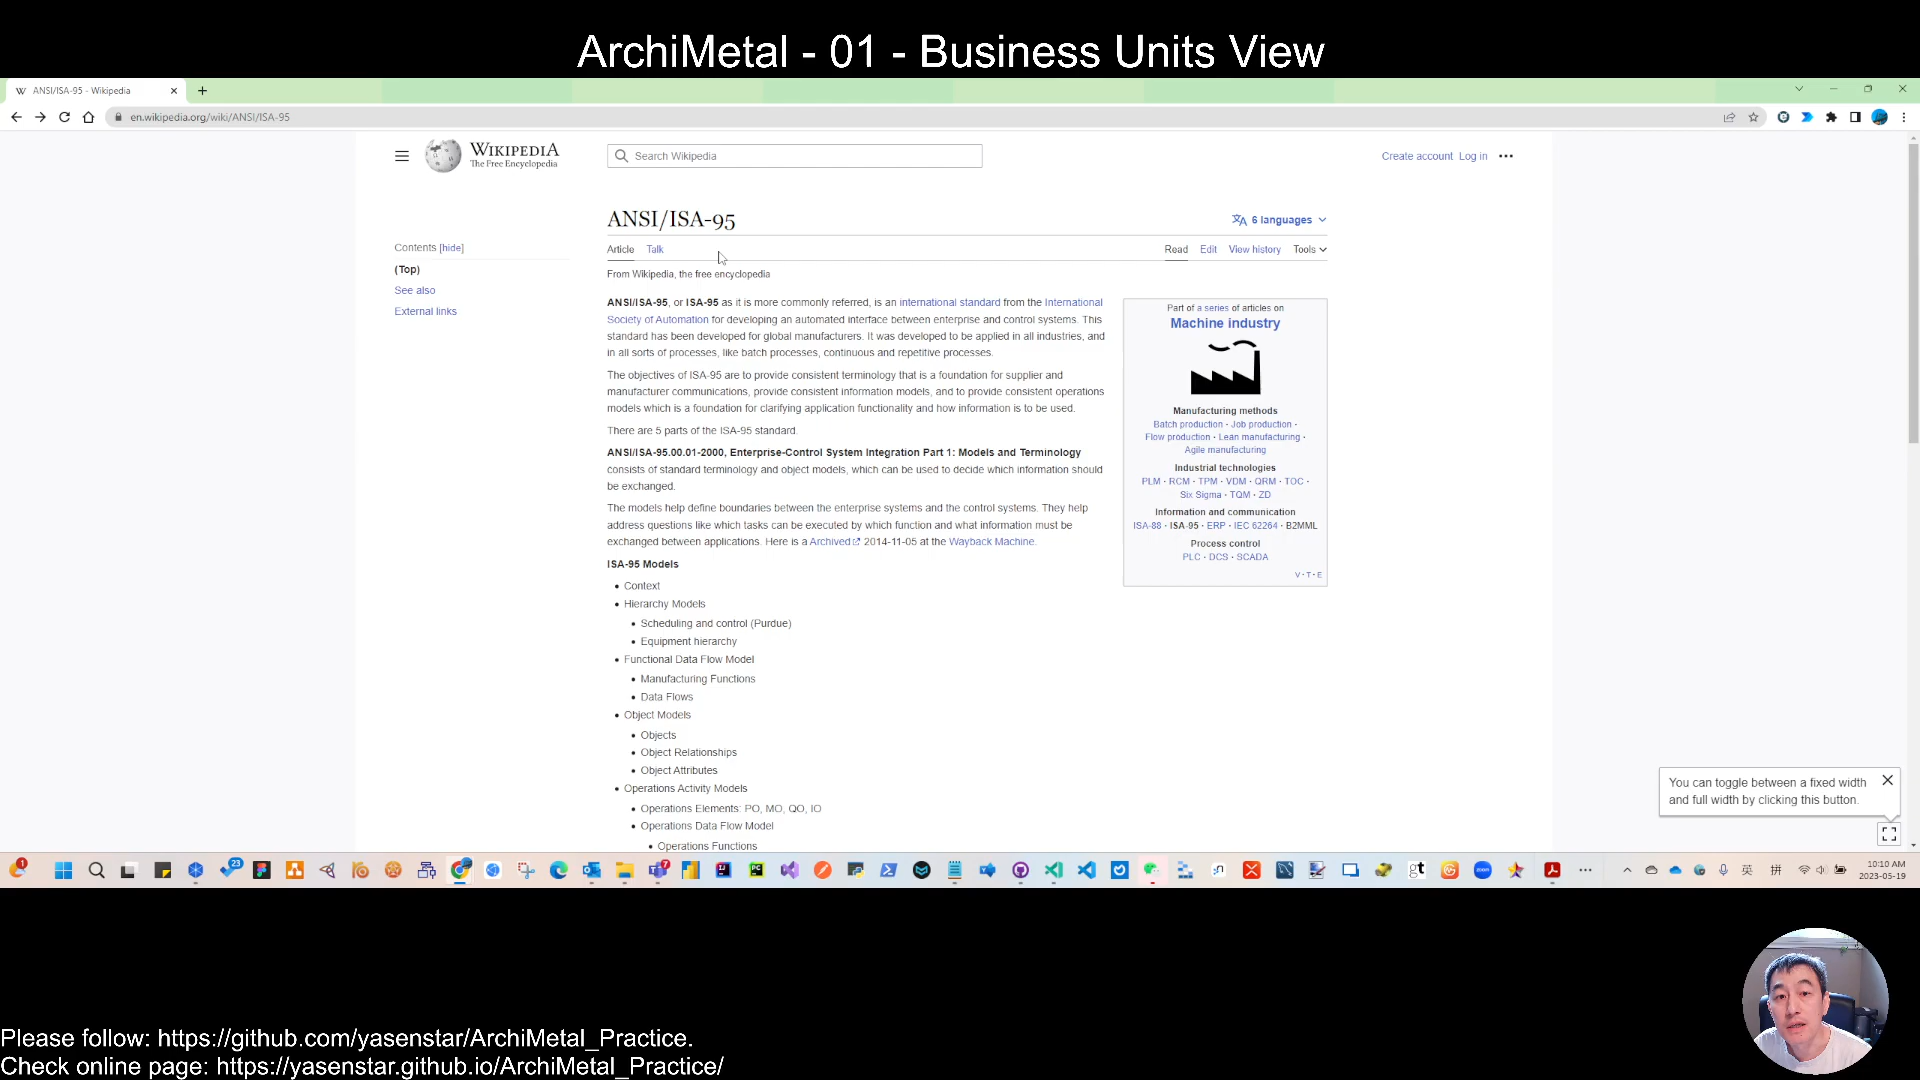 ArchiMetal - 01 - Business Units View
W ANSI/ISA-95 - Wikipedia
en.wikipedia.org/wiki/ANSI/ISA-95
WIKIPEDIA
The Free Encyclopedia
Search Wikipedia
Create account Log in
ANSI/ISA-95
6 languages
Contents [hide]
(Top)
See also
External links
Article Talk
Read Edit View history Tools
From Wikipedia, the free encyclopedia
ANSI/ISA-95, or ISA-95 as it is more commonly referred, is an international standard from the International
Society of Automation for developing an automated interface between enterprise and control systems. This
standard has been developed for global manufacturers. It was developed to be applied in all industries, and
in all sorts of processes, like batch processes, continuous and repetitive processes.
The objectives of ISA-95 are to provide consistent terminology that is a foundation for supplier and
manufacturer communications, provide consistent information models, and to provide consistent operations
models which is a foundation for clarifying application functionality and how information is to be used.
There are 5 parts of the ISA-95 standard.
ANSI/ISA-95.00.01-2000, Enterprise-Control System Integration Part 1: Models and Terminology
consists of standard terminology and object models, which can be used to decide which information should
be exchanged.
The models help define boundaries between the enterprise systems and the control systems. They help
address questions like which tasks can be executed by which function and what information must be
exchanged between applications. Here is a Archived 2014-11-05 at the Wayback Machine.
ISA-95 Models
• Context
• Hierarchy Models
• Scheduling and control (Purdue)
• Equipment hierarchy
• Functional Data Flow Model
• Manufacturing Functions
• Data Flows
• Object Models
• Objects
• Object Relationships
• Object Attributes
• Operations Activity Models
• Operations Elements: PO, MO, QO, IO
• Operations Data Flow Model
• Operations Functions
Part of a series of articles on
Machine industry
Manufacturing methods
Batch production · Job production ·
Flow production · Lean manufacturing ·
Agile manufacturing
Industrial technologies
PLM · RCM · TPM · VDM · QRM · TOC ·
Six Sigma · TQM · ZD
Information and communication
ISA-88 · ISA-95 · ERP · IEC 62264 · B2MML
Process control
PLC · DCS · SCADA
V · T · E
You can toggle between a fixed width
and full width by clicking this button.
1
23
7
PC
gt
zoom
英
拼
10:10 AM
2023-05-19
Please follow: https://github.com/yasenstar/ArchiMetal_Practice.
Check online page: https://yasenstar.github.io/ArchiMetal_Practice/